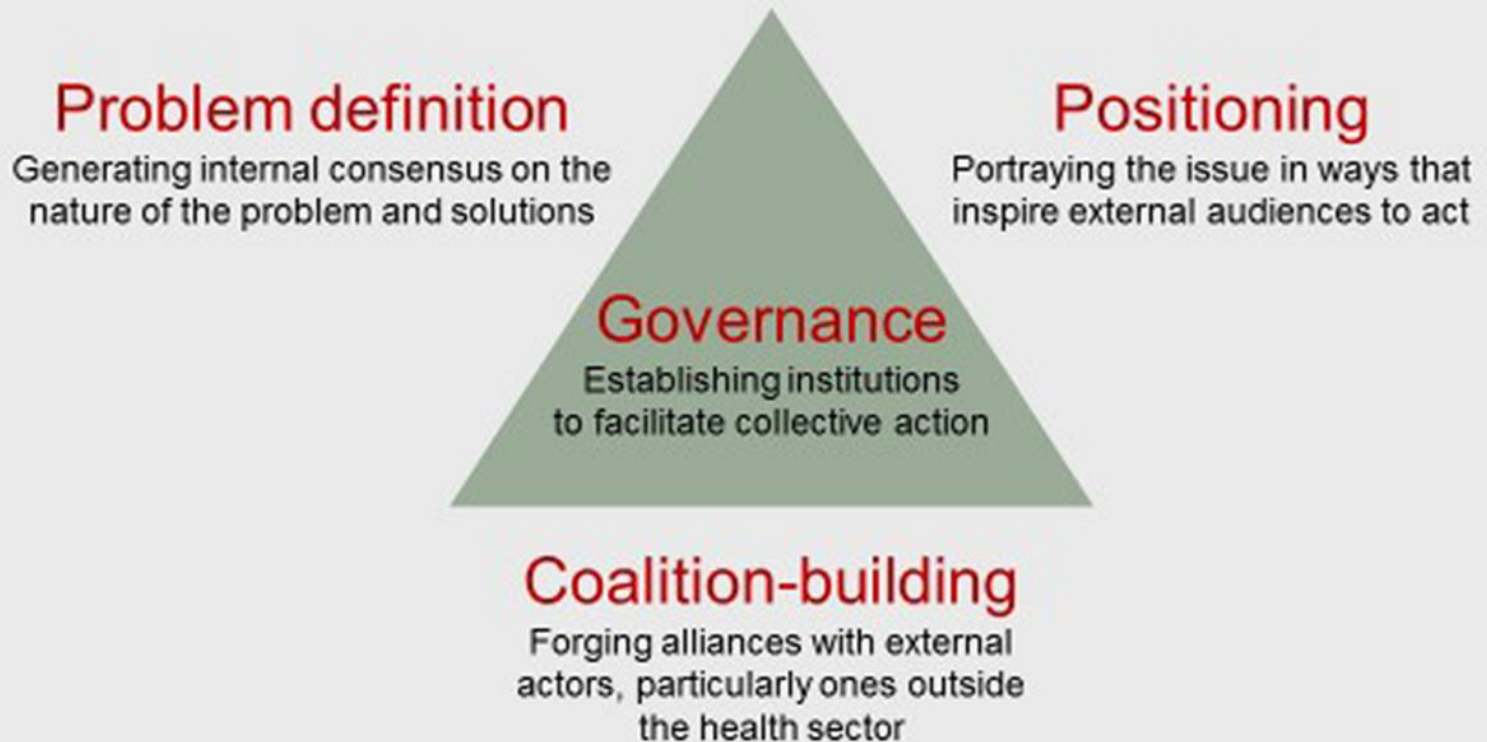 Problem definition
Generating internal consensus on the
nature of the problem and solutions
Positioning
Portraying the issue in ways that
inspire external audiences to act
Governance
Establishing institutions
to facilitate collective action
Coalition-building
Forging alliances with external
actors, particularly ones outside
the health sector